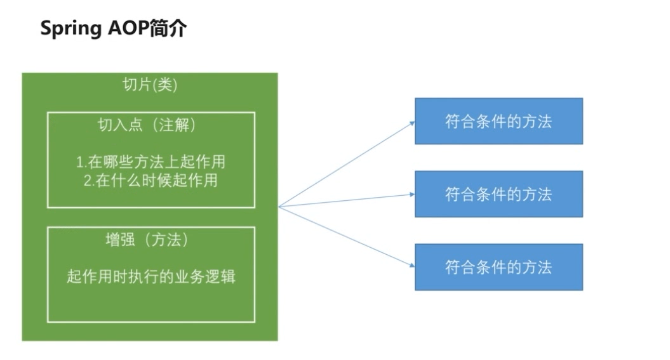 Spring AOP简介
切片(类)
切入点（注解）
1.在哪些方法上起作用
2.在什么时候起作用
增强（方法）
起作用时执行的业务逻辑
符合条件的方法
符合条件的方法
符合条件的方法